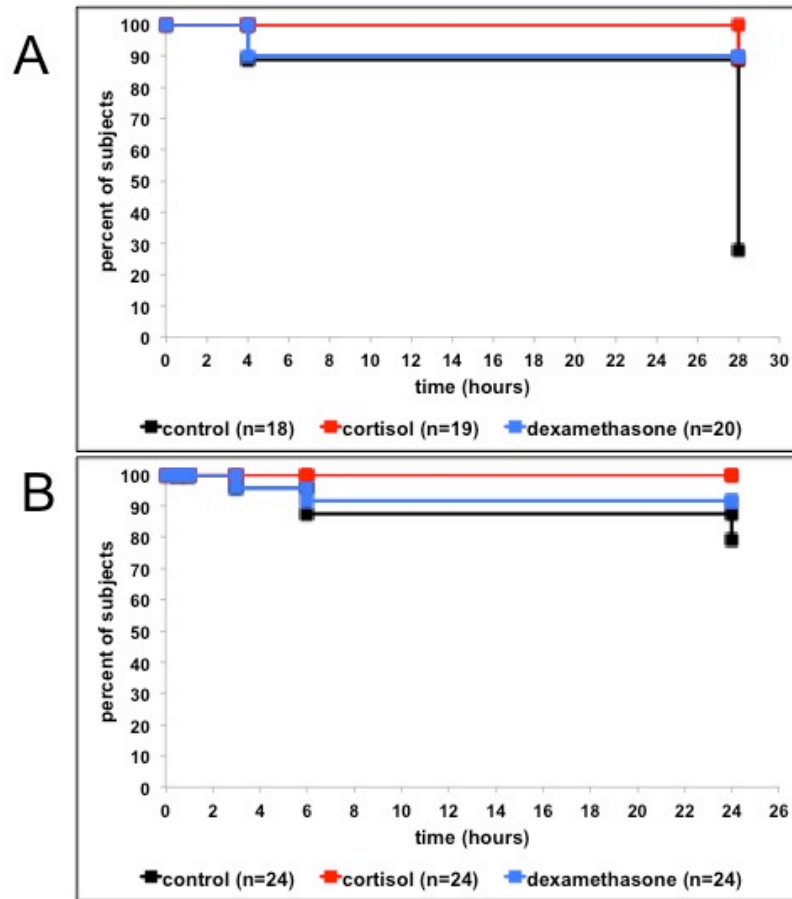 A
percent of subjects
100
90
80
70
60
50
40
30
20
10
0
0 2 4 6 8 10 12 14 16 18 20 22 24 26 28 30
time (hours)
control (n=18) cortisol (n=19) dexamethasone (n=20)
B
percent of subjects
100
90
80
70
60
50
40
30
20
10
0
0 2 4 6 8 10 12 14 16 18 20 22 24 26
time (hours)
control (n=24) cortisol (n=24) dexamethasone (n=24)